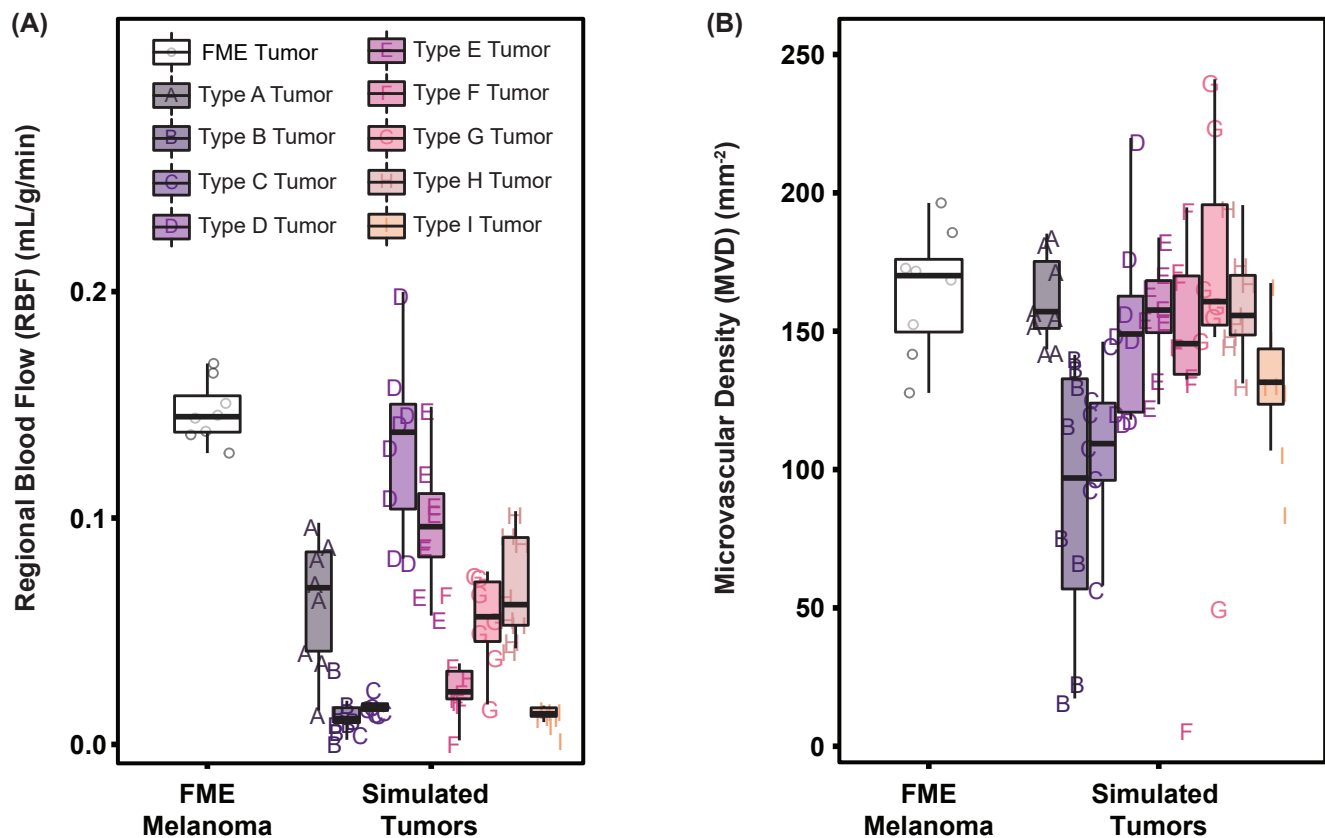 (A)
Regional Blood Flow (RBF) (mL/g/min)
FME Tumor
A Type A Tumor
B Type B Tumor
C Type C Tumor
D Type D Tumor
E Type E Tumor
F Type F Tumor
G Type G Tumor
H Type H Tumor
I Type I Tumor
0.2
0.1
0.0
FME
Melanoma
Simulated
Tumors
(B)
Microvascular Density (MVD) (mm⁻²)
250
200
150
100
50
0
FME
Melanoma
Simulated
Tumors